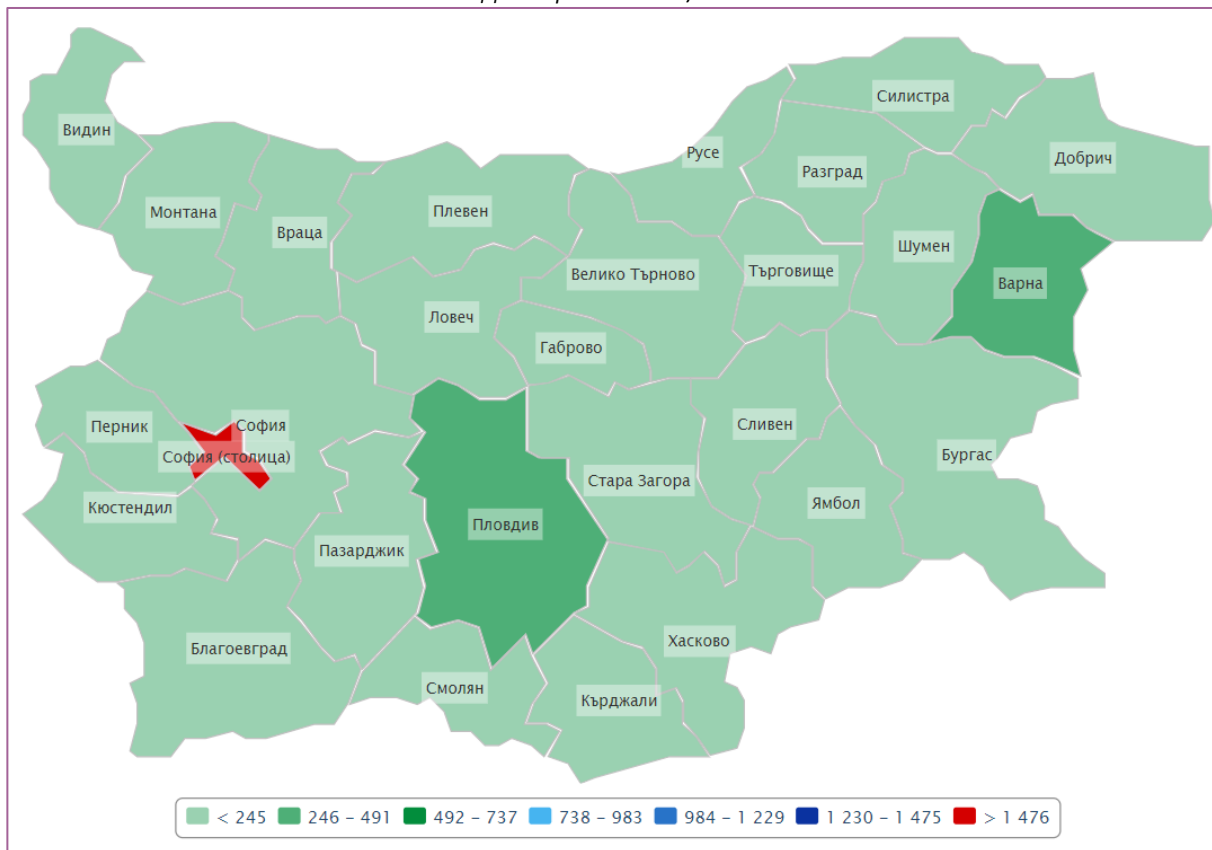 Силистра
Видин
Русе
Добрич
Разград
Монтана
Плевен
Враца
Шумен
Велико Търново
Търговище
Варна
Ловеч
Габрово
Перник
София
Сливен
Бургас
София (столица)
Стара Загора
Кюстендил
Ямбол
Пловдив
Пазарджик
Благоевград
Хасково
Смолян
Кърджали
< 245 246 – 491 492 – 737 738 – 983 984 – 1 229 1 230 – 1 475 > 1 476